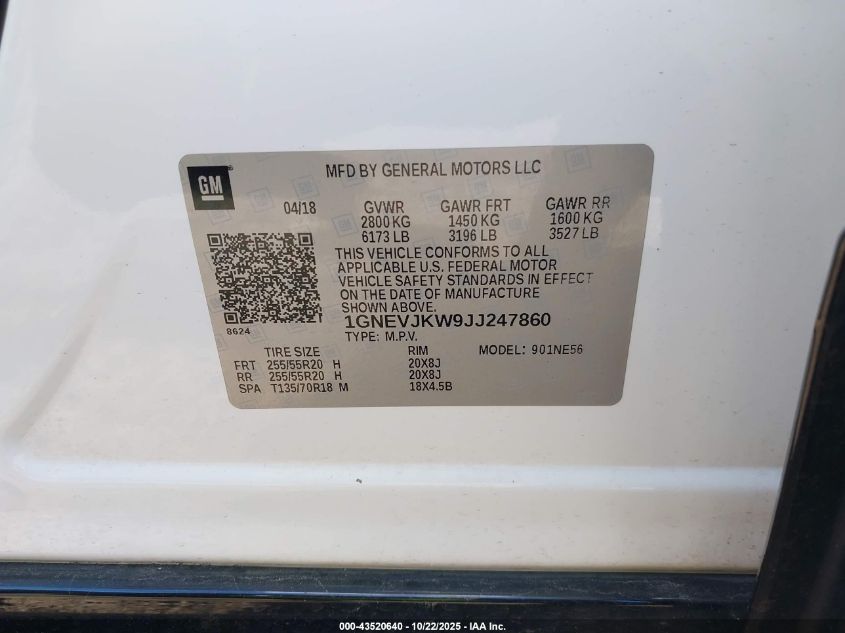 GM
MFD BY GENERAL MOTORS LLC
04/18 GVWR GAWR FRT GAWR RR
2800 KG 1450 KG 1600 KG
6173 LB 3196 LB 3527 LB
THIS VEHICLE CONFORMS TO ALL
APPLICABLE U.S. FEDERAL MOTOR
VEHICLE SAFETY STANDARDS IN EFFECT
ON THE DATE OF MANUFACTURE
SHOWN ABOVE.
8624
1GNEVJKW9JJ247860
TYPE: M.P.V.
TIRE SIZE RIM MODEL: 901NE56
FRT 255/55R20 H 20X8J
RR 255/55R20 H 20X8J
SPA T135/70R18 M 18X4.5B
000-43520640 - 10/22/2025 - IAA Inc.